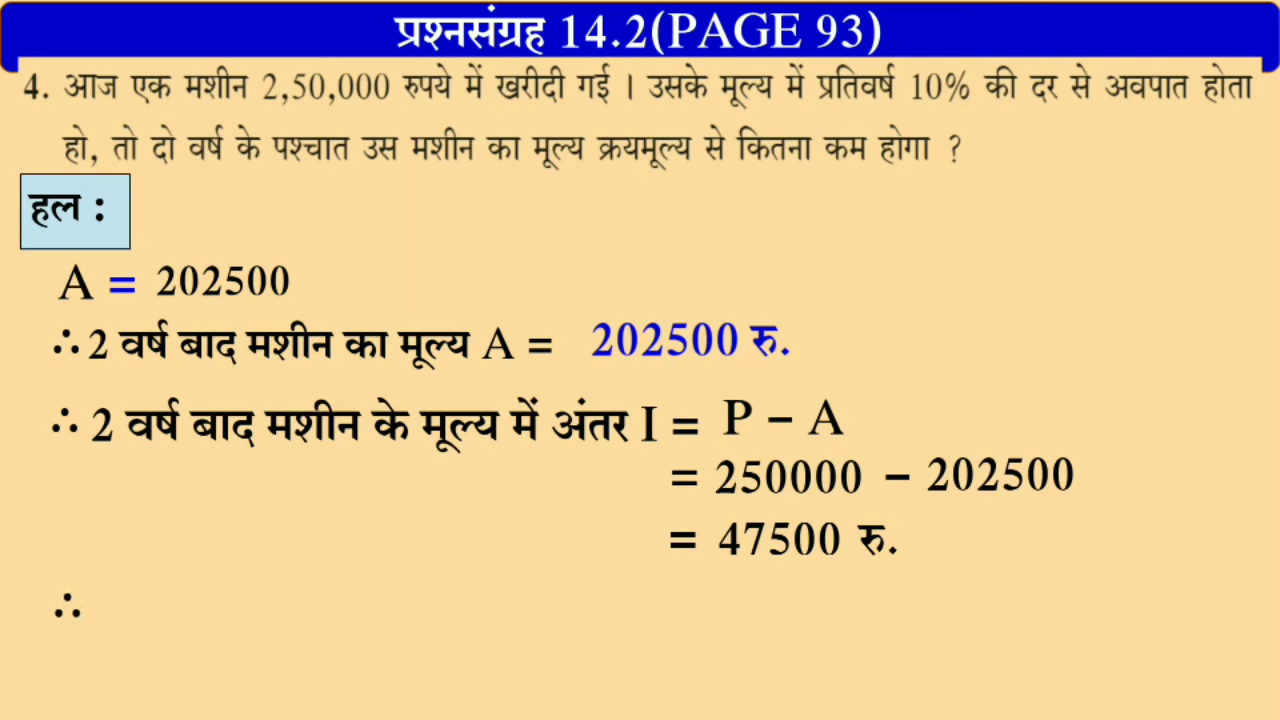 प्रश्नसंग्रह 14.2(PAGE 93)
4. आज एक मशीन 2,50,000 रुपये में खरीदी गई । उसके मूल्य में प्रतिवर्ष 10% की दर से अवपात होता
हो, तो दो वर्ष के पश्चात उस मशीन का मूल्य क्रयमूल्य से कितना कम होगा ?
हल :
A = 202500
∴ 2 वर्ष बाद मशीन का मूल्य A = 202500 रु.
∴ 2 वर्ष बाद मशीन के मूल्य में अंतर I = P − A
= 250000 − 202500
= 47500 रु.
∴